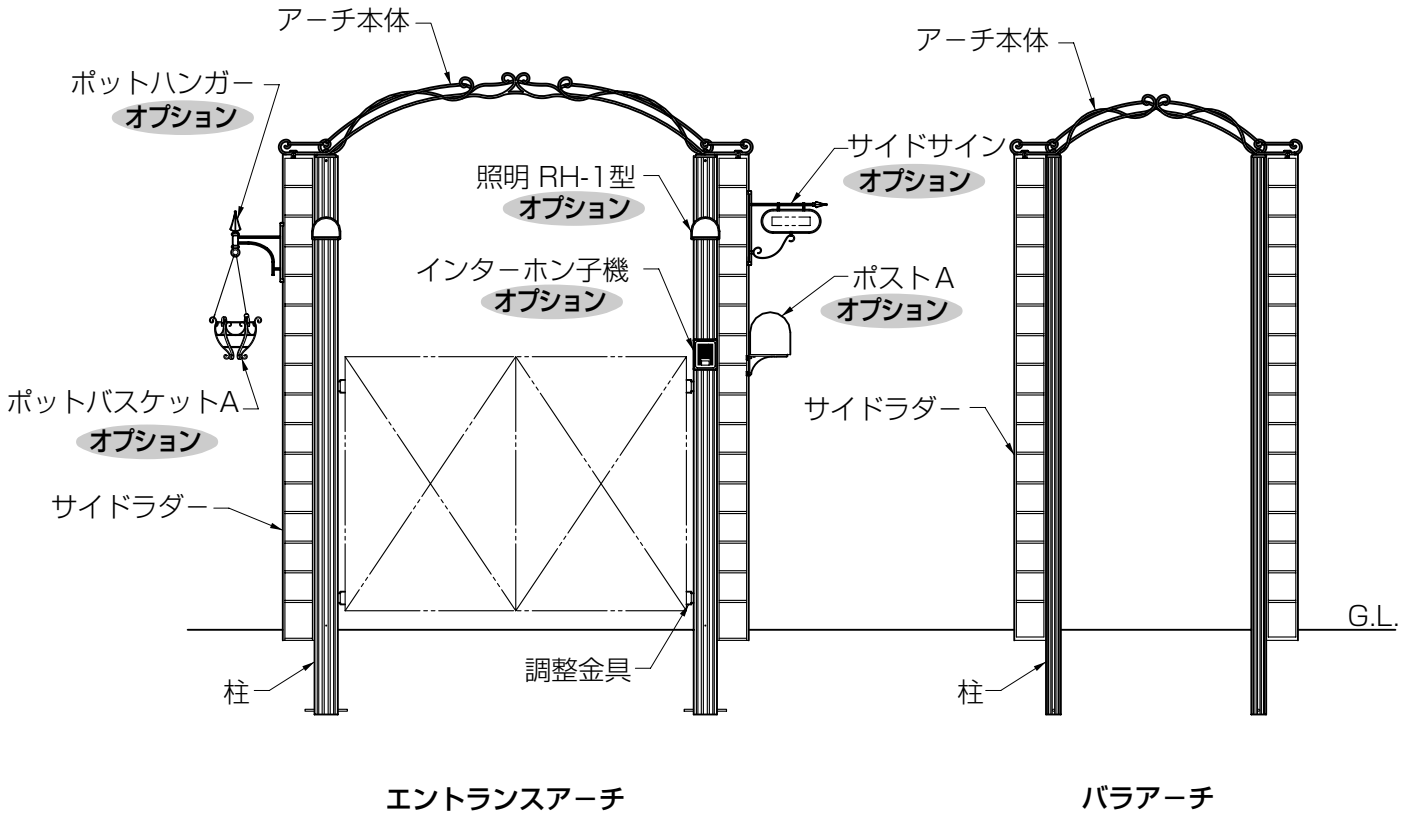 アーチ本体
ポットハンガー
オプション
照明 RH-1型
オプション
インターホン子機
オプション
サイドサイン
オプション
ポストA
オプション
ポットバスケットA
オプション
サイドラダー
柱
調整金具
エントランスアーチ
アーチ本体
サイドラダー
G.L.
柱
バラアーチ